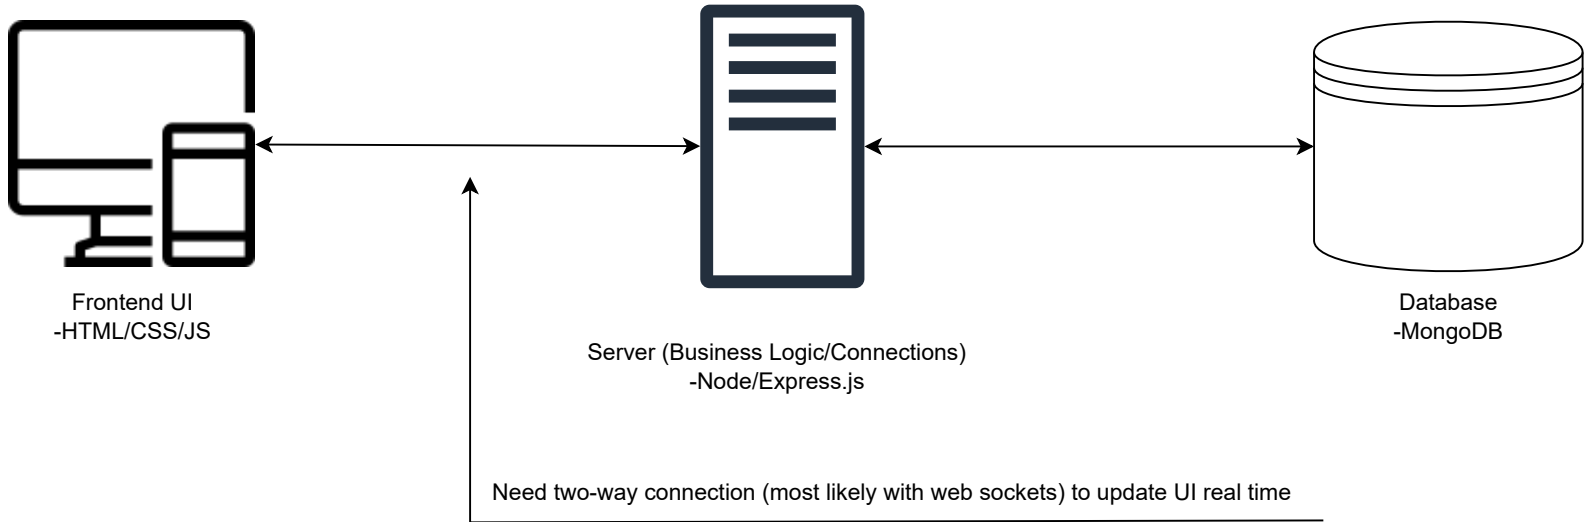 Frontend UI
-HTML/CSS/JS
Server (Business Logic/Connections)
-Node/Express.js
Database
-MongoDB
Need two-way connection (most likely with web sockets) to update UI real time